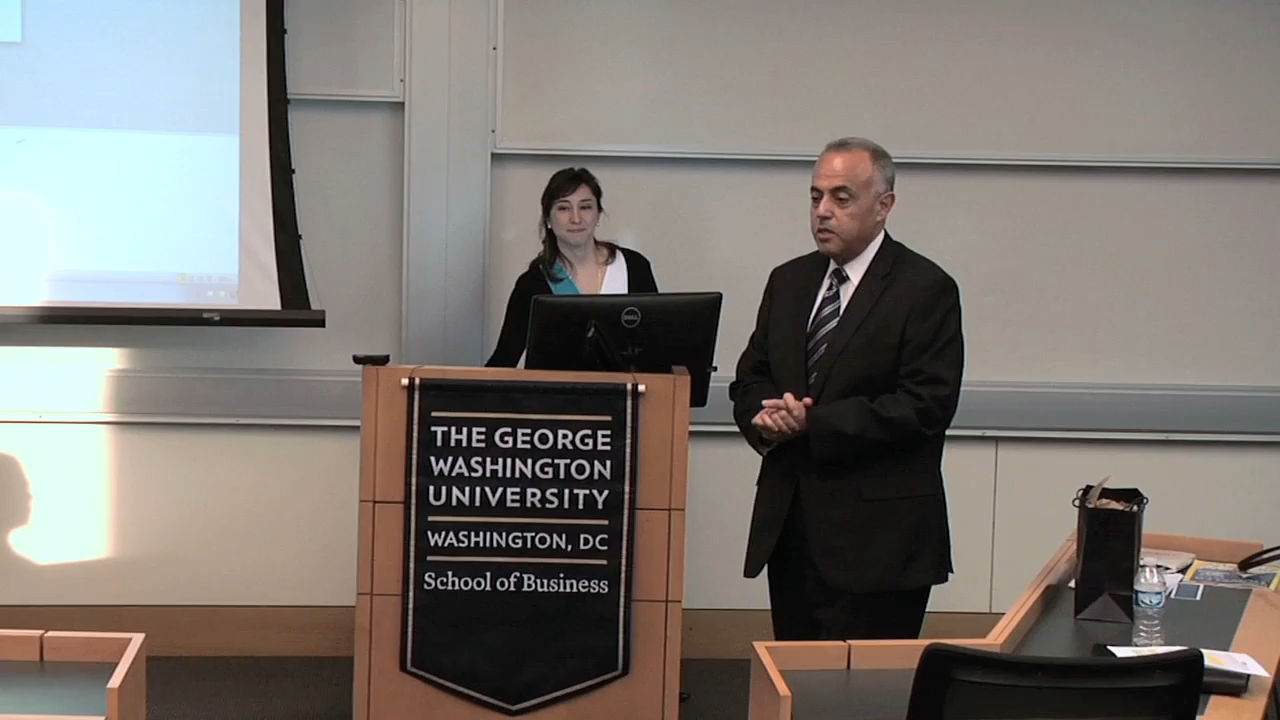 DELL
THE GEORGE
WASHINGTON
UNIVERSITY
WASHINGTON, DC
School of Business